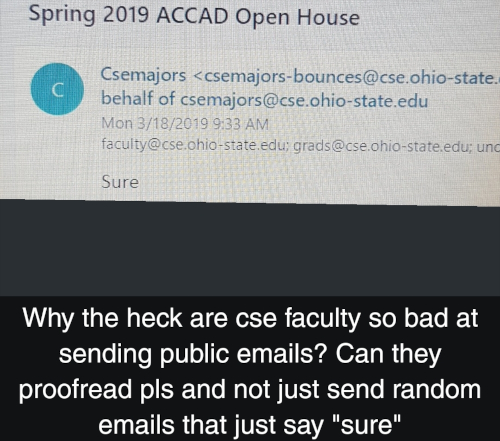 Spring 2019 ACCAD Open House
C
Csemajors <csemajors-bounces@cse.ohio-state.
behalf of csemajors@cse.ohio-state.edu
Mon 3/18/2019 9:33 AM
faculty@cse.ohio-state.edu; grads@cse.ohio-state.edu;
Sure
Why the heck are cse faculty so bad at
sending public emails? Can they
proofread pls and not just send random
emails that just say "sure"